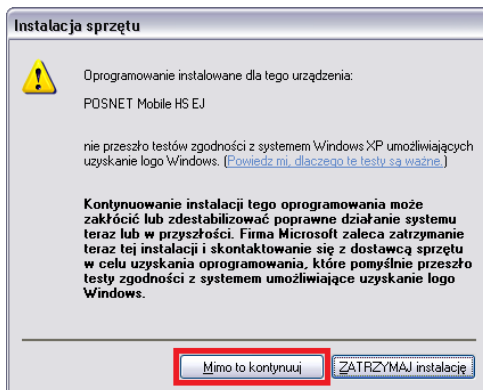 Instalacja sprzętu
Oprogramowanie instalowane dla tego urządzenia:
POSNET Mobile HS EJ
nie przeszło testów zgodności z systemem Windows XP umożliwiających
uzyskanie logo Windows. (Powiedz mi, dlaczego te testy są ważne.)
Kontynuowanie instalacji tego oprogramowania może
zakłócić lub zdestabilizować poprawne działanie systemu
teraz lub w przyszłości. Firma Microsoft zaleca zatrzymanie
teraz tej instalacji i skontaktowanie się z dostawcą sprzętu
w celu uzyskania oprogramowania, które pomyślnie przeszło
testy zgodności z systemem umożliwiające uzyskanie logo
Windows.
Mimo to kontynuuj ZATRZYMAJ instalację